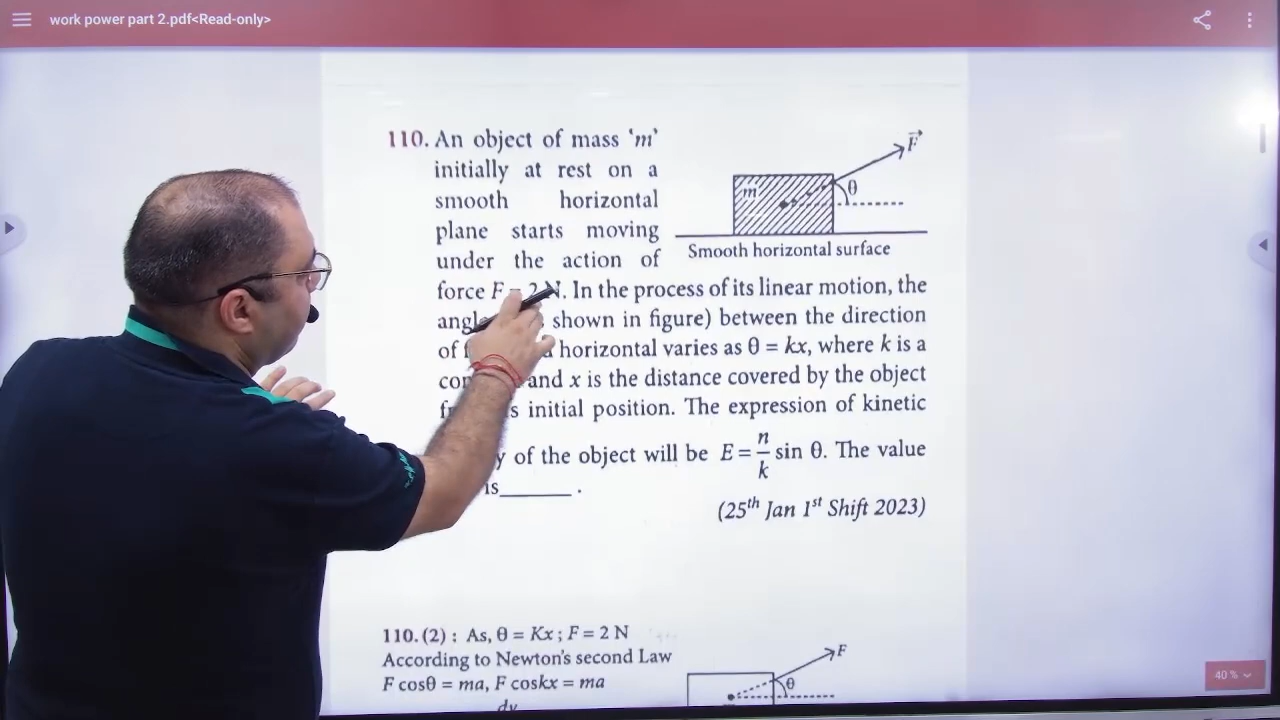 work power part 2.pdf<Read-only>
110. An object of mass 'm'
initially at rest on a
smooth horizontal
plane starts moving
under the action of
force F = 2 N. In the process of its linear motion, the
shown in figure) between the direction
of horizontal varies as θ = kx, where k is a
and x is the distance covered by the object
initial position. The expression of kinetic
of the object will be E = n/k sin θ. The value
is______ .
(25th Jan 1st Shift 2023)
m
F
θ
Smooth horizontal surface
110. (2) : As, θ = Kx ; F = 2 N
According to Newton's second Law
F cosθ = ma, F coskx = ma
dv
F
θ
40 %